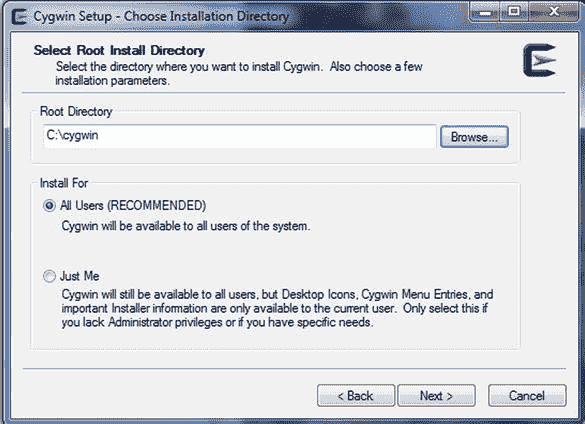 Cygwin Setup - Choose Installation Directory
Select Root Install Directory
Select the directory where you want to install Cygwin. Also choose a few
installation parameters.
Root Directory
C:\cygwin
Browse...
Install For
All Users (RECOMMENDED)
Cygwin will be available to all users of the system.
Just Me
Cygwin will still be available to all users, but Desktop Icons, Cygwin Menu Entries, and
important Installer information are only available to the current user. Only select this if
you lack Administrator privileges or if you have specific needs.
< Back
Next >
Cancel